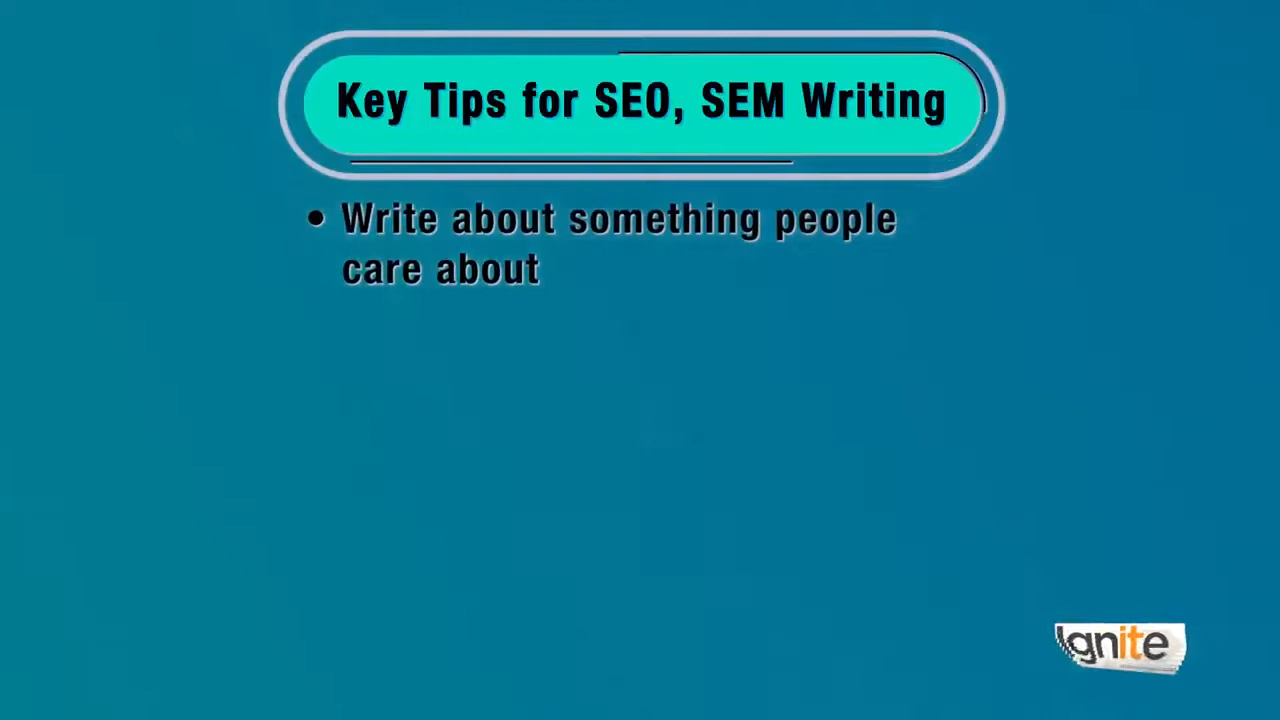 Key Tips for SEO, SEM Writing
• Write about something people
care about
Ignite